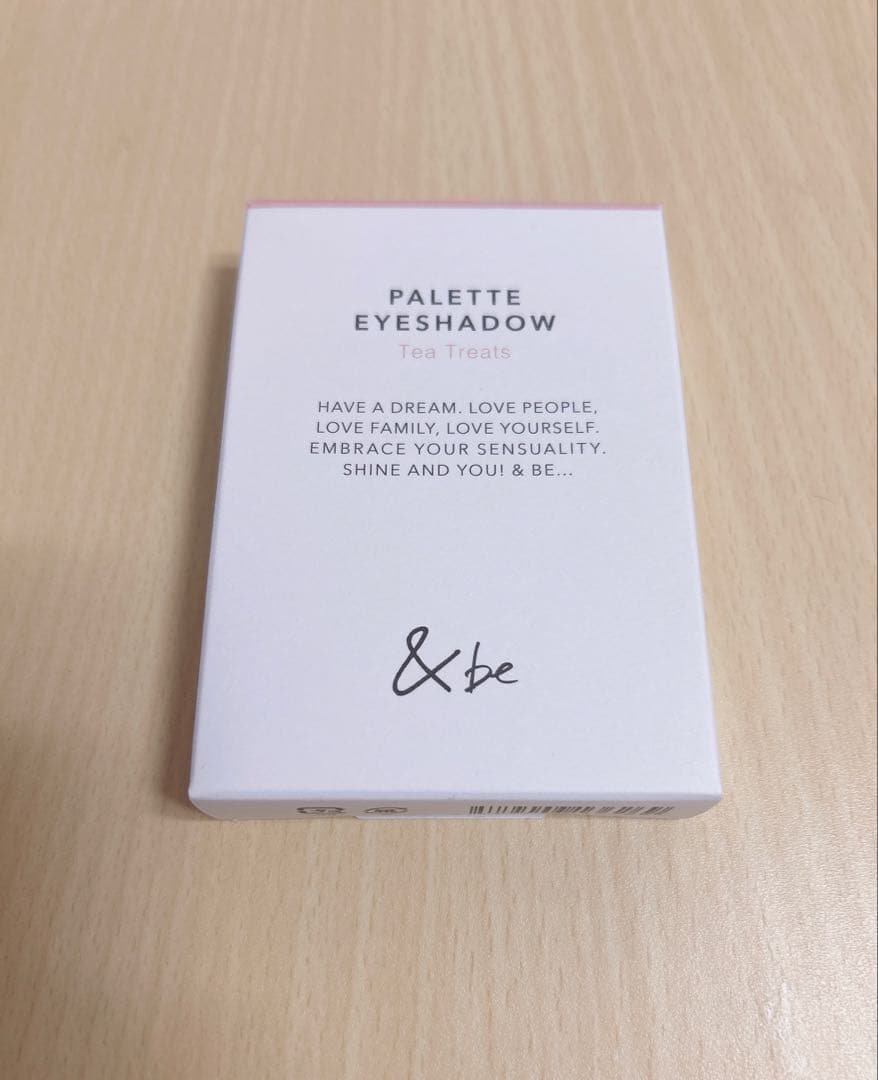 PALETTE
EYESHADOW
Tea Treats
HAVE A DREAM. LOVE PEOPLE,
LOVE FAMILY, LOVE YOURSELF.
EMBRACE YOUR SENSUALITY.
SHINE AND YOU! & BE...
&be